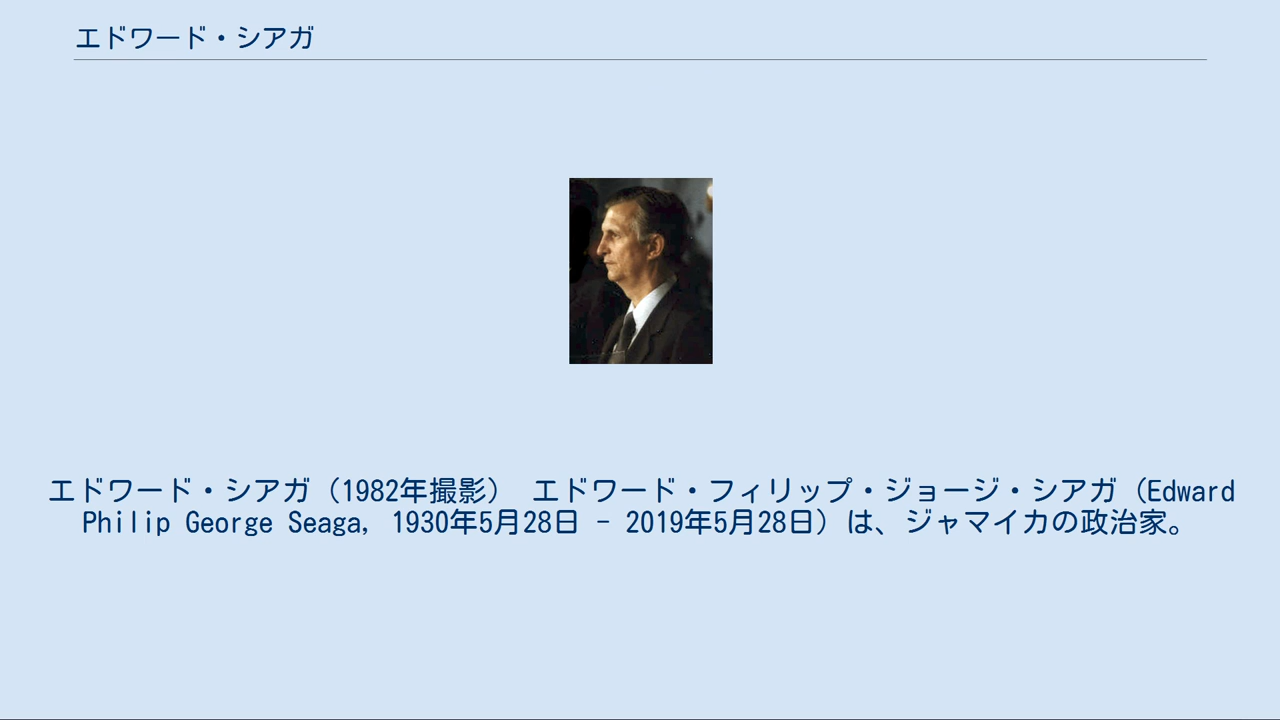 エドワード・シアガ
エドワード・シアガ（1982年撮影） エドワード・フィリップ・ジョージ・シアガ（Edward
Philip George Seaga, 1930年5月28日 - 2019年5月28日）は、ジャマイカの政治家。